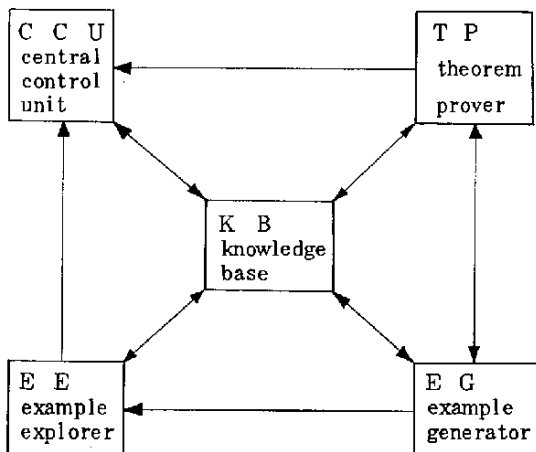 C C U
central
control
unit
T P
theorem
prover
K B
knowledge
base
E E
example
explorer
E G
example
generator